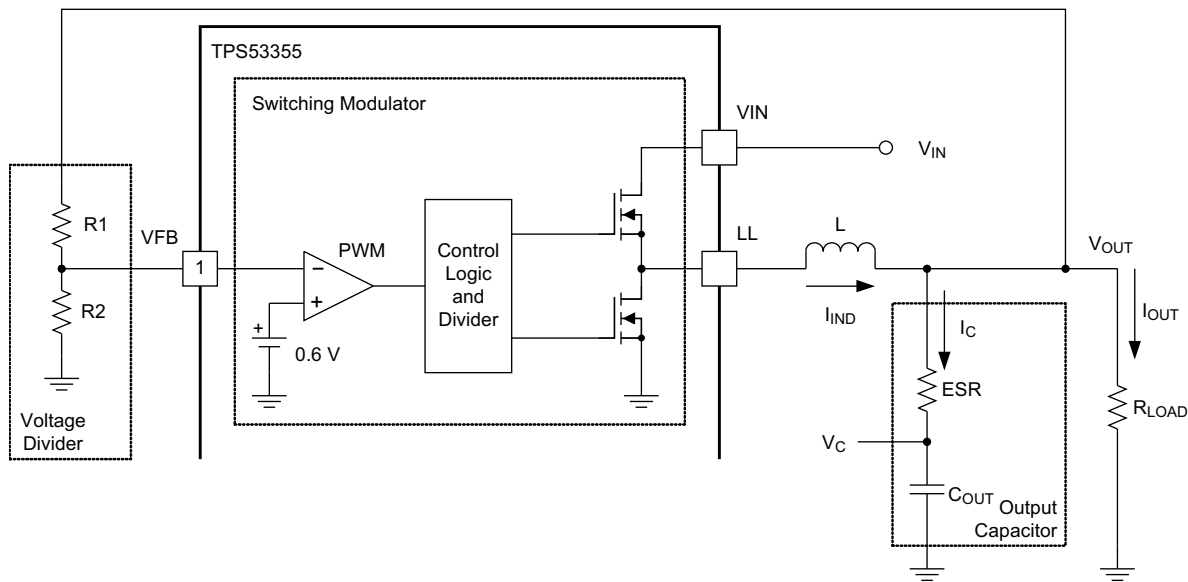 TPS53355
Switching Modulator
VIN
V_IN
R1
VFB
1
PWM
Control
Logic
and
Divider
LL
L
V_OUT
R2
−
+
+
0.6 V
I_IND
I_C
I_OUT
ESR
R_LOAD
Voltage
Divider
V_C
C_OUT
Output
Capacitor